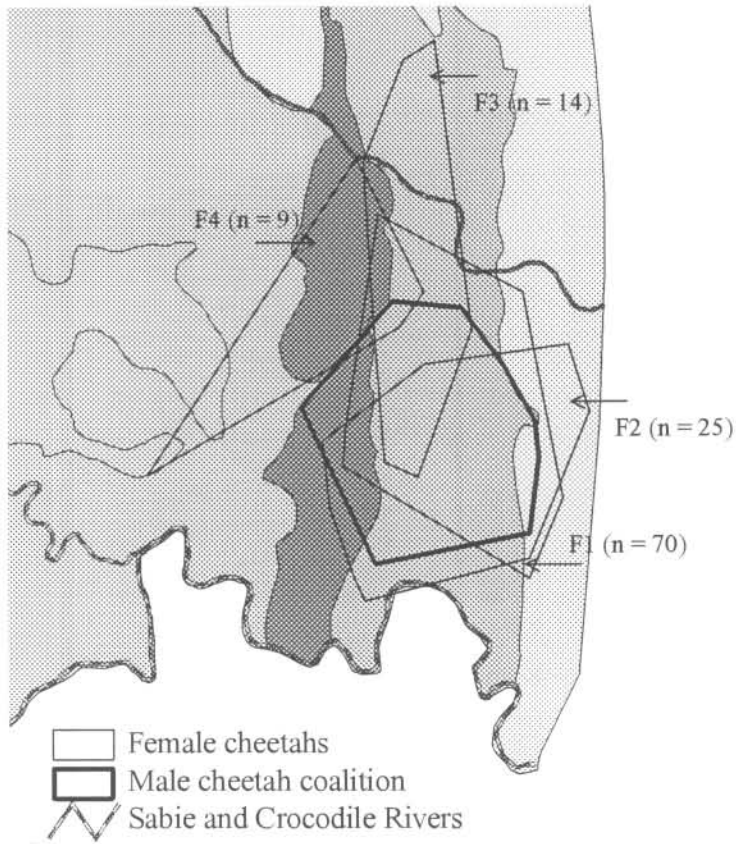 F3 (n = 14)
F4 (n = 9)
F2 (n = 25)
F1 (n = 70)
Female cheetahs
Male cheetah coalition
Sabie and Crocodile Rivers